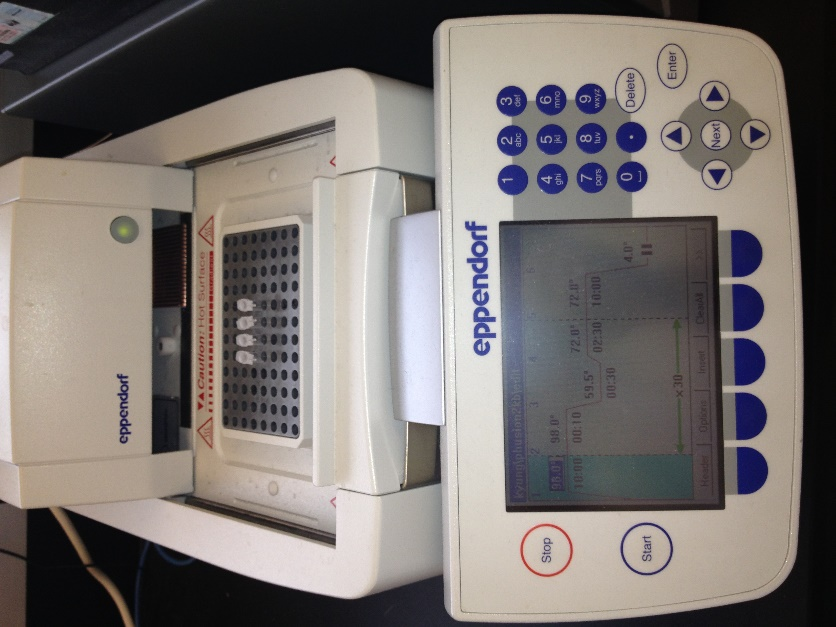 eppendorf
Caution: Hot Surface
eppendorf
1 2 abc 3 def
4 ghi 5 jkl 6 mno
7 pqrs 8 tuv 9 wxyz
0 • Delete
Enter
Next
1 2 3 4 5 6
98.0° 98.0° 59.5° 72.0° 72.0° 4.0°
10:00 00:10 00:30 02:30 10:00
×30
Header Options Insert ClearAll >>
Stop
Start